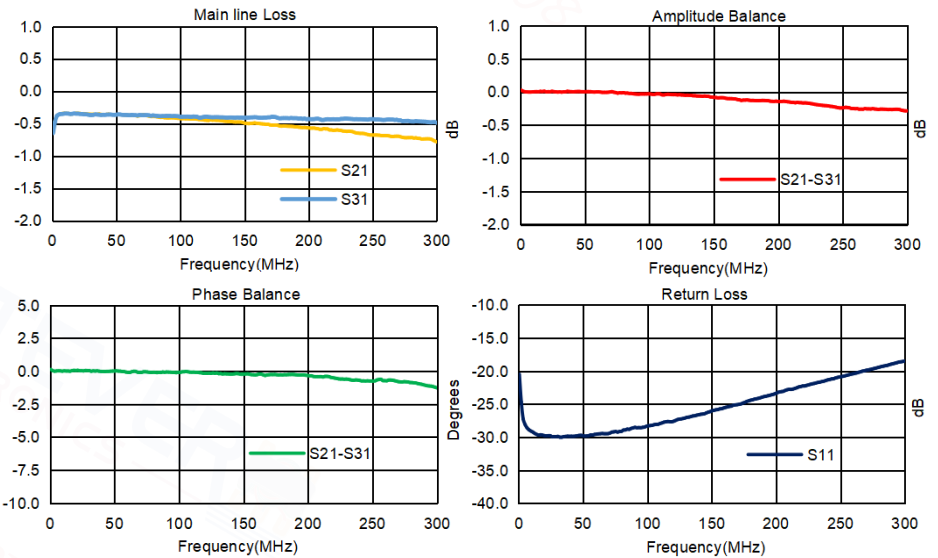 Main line Loss
1.0
0.5
0.0
-0.5
-1.0
-1.5
-2.0
dB
S21
S31
0 50 100 150 200 250 300
Frequency(MHz)
Amplitude Balance
1.0
0.5
0.0
-0.5
-1.0
-1.5
-2.0
dB
S21-S31
0 50 100 150 200 250 300
Frequency(MHz)
Phase Balance
5.0
2.5
0.0
-2.5
-5.0
-7.5
-10.0
Degrees
S21-S31
0 50 100 150 200 250 300
Frequency(MHz)
Return Loss
-10.0
-15.0
-20.0
-25.0
-30.0
-35.0
-40.0
dB
S11
0 50 100 150 200 250 300
Frequency(MHz)